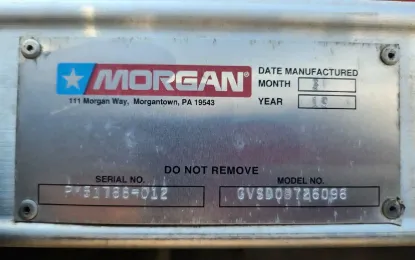 MORGAN®
111 Morgan Way, Morgantown, PA 19543
DATE MANUFACTURED
MONTH
YEAR
DO NOT REMOVE
SERIAL NO.
MODEL NO.